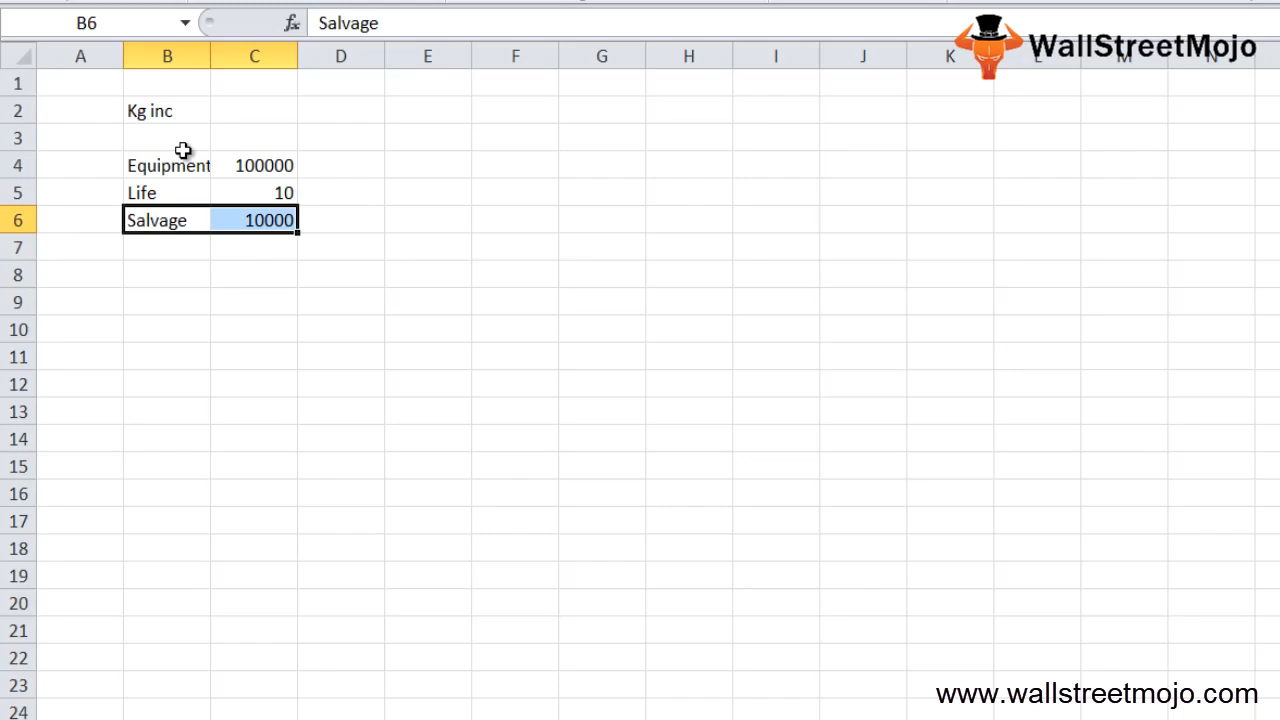 B6 fx Salvage
WallStreetMojo
A B C D E F G H I J K L M N
1
2 Kg inc
3
4 Equipment 100000
5 Life 10
6 Salvage 10000
7
8
9
10
11
12
13
14
15
16
17
18
19
20
21
22
23
24
www.wallstreetmojo.com